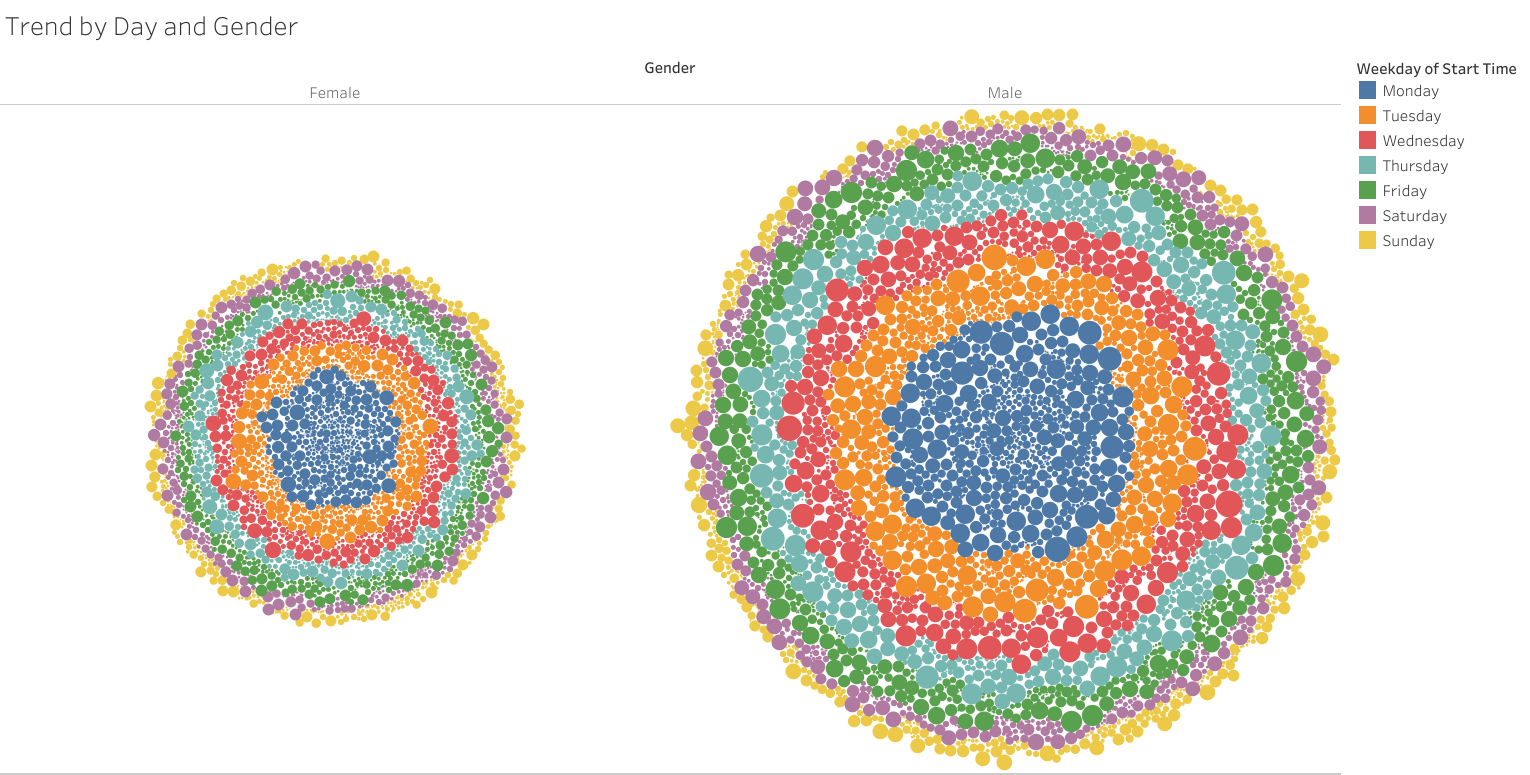 Trend by Day and Gender
Gender
Female
Male
Weekday of Start Time
Monday
Tuesday
Wednesday
Thursday
Friday
Saturday
Sunday